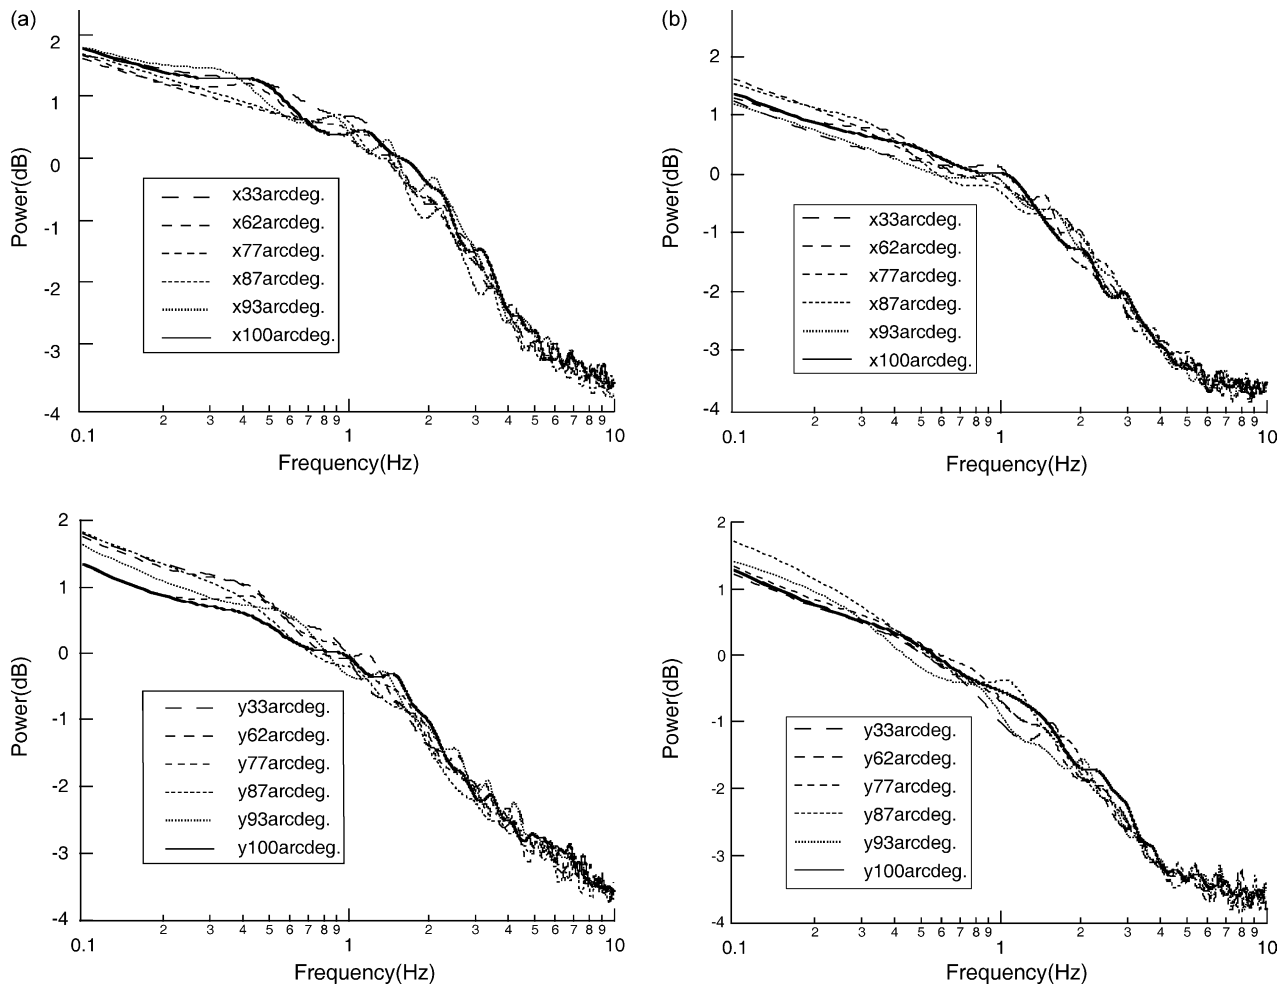 (a)
2
1
0
-1
-2
-3
-4
Power(dB)
x33arcdeg.
x62arcdeg.
x77arcdeg.
x87arcdeg.
x93arcdeg.
x100arcdeg.
2 3 4 5 6 7 8 9 2 3 4 5 6 7 8 9
0.1 1 10
Frequency(Hz)
(b)
2
1
0
-1
-2
-3
-4
Power(dB)
x33arcdeg.
x62arcdeg.
x77arcdeg.
x87arcdeg.
x93arcdeg.
x100arcdeg.
2 3 4 5 6 7 8 9 2 3 4 5 6 7 8 9
0.1 1 10
Frequency(Hz)
2
1
0
-1
-2
-3
-4
Power(dB)
y33arcdeg.
y62arcdeg.
y77arcdeg.
y87arcdeg.
y93arcdeg.
y100arcdeg.
2 3 4 5 6 7 8 9 2 3 4 5 6 7 8 9
0.1 1 10
Frequency(Hz)
2
1
0
-1
-2
-3
-4
Power(dB)
y33arcdeg.
y62arcdeg.
y77arcdeg.
y87arcdeg.
y93arcdeg.
y100arcdeg.
2 3 4 5 6 7 8 9 2 3 4 5 6 7 8 9
0.1 1 10
Frequency(Hz)